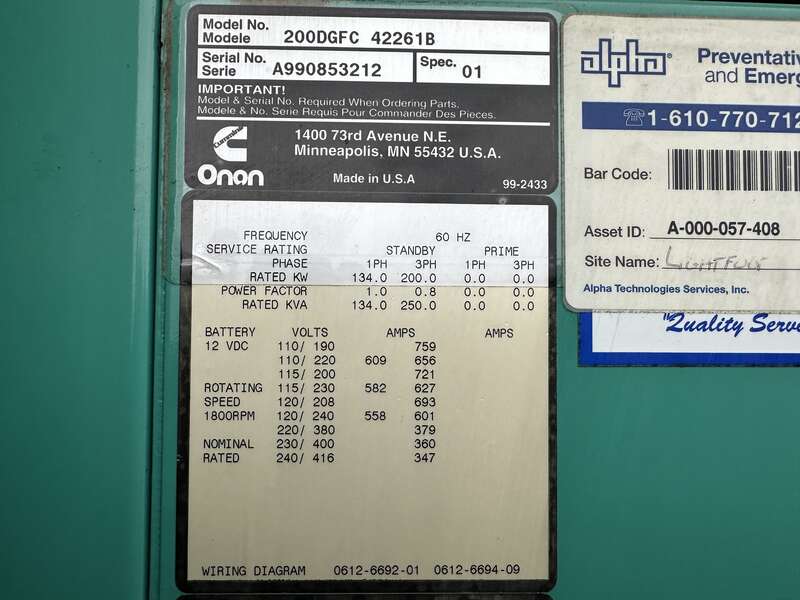 Model No.
Modele 200DGFC 42261B
Serial No.
Serie A990853212 Spec. 01
IMPORTANT!
Model & Serial No. Required When Ordering Parts.
Modele & No. Serie Requis Pour Commander Des Pieces.
Cummins
Onan
1400 73rd Avenue N.E.
Minneapolis, MN 55432 U.S.A.
Made in U.S.A 99-2433
FREQUENCY 60 HZ
SERVICE RATING STANDBY PRIME
PHASE 1PH 3PH 1PH 3PH
RATED KW 134.0 200.0 0.0 0.0
POWER FACTOR 1.0 0.8 0.0 0.0
RATED KVA 134.0 250.0 0.0 0.0
BATTERY VOLTS AMPS AMPS
12 VDC 110/ 190 759
110/ 220 609 656
115/ 200 721
ROTATING 115/ 230 582 627
SPEED 120/ 208 693
1800RPM 120/ 240 558 601
220/ 380 379
NOMINAL 230/ 400 360
RATED 240/ 416 347
WIRING DIAGRAM 0612-6692-01 0612-6694-09
alpha
Preventativ
and Emerg
1-610-770-712
Bar Code:
Asset ID: A-000-057-408
Site Name:
Alpha Technologies Services, Inc.
"Quality Serv